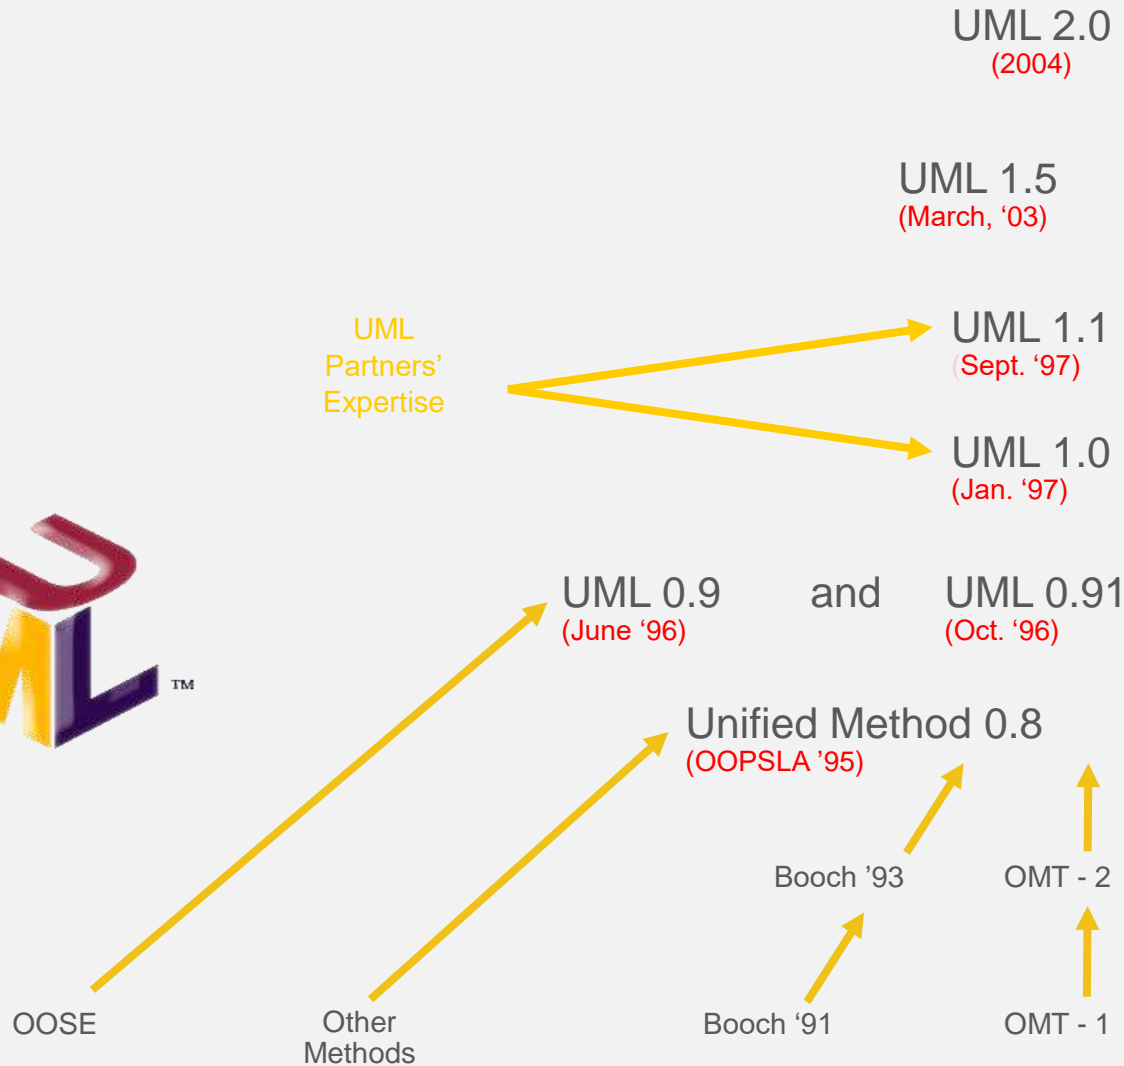 UML 2.0
(2004)
UML 1.5
(March, ‘03)
UML
Partners’
Expertise
UML 1.1
(Sept. ‘97)
UML 1.0
(Jan. ‘97)
U
ML
TM
UML 0.9 and UML 0.91
(June ‘96) (Oct. ‘96)
Unified Method 0.8
(OOPSLA ’95)
Booch ’93 OMT - 2
OOSE Other Booch ‘91 OMT - 1
Methods